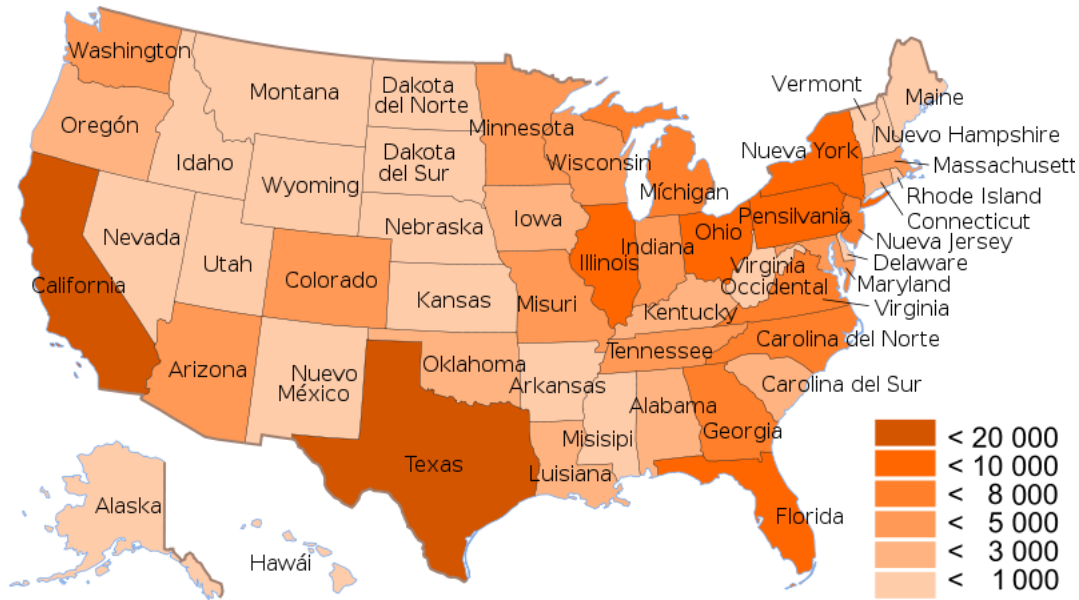 Washington
Montana
Dakota
del Norte
Minnesota
Vermont
Maine
Oregón
Idaho
Dakota
del Sur
Wisconsin
Míchigan
Nueva York
Nuevo Hampshire
Massachusett
Wyoming
Rhode Island
Connecticut
Nebraska
Iowa
Pensilvania
Nevada
Utah
Indiana
Ohio
Nueva Jersey
Illinois
Delaware
California
Colorado
Kansas
Misuri
Virginia
Occidental
Maryland
Kentucky
Virginia
Carolina del Norte
Tennessee
Arizona
Nuevo
México
Oklahoma
Arkansas
Carolina del Sur
Alabama
Georgia
Misisipi
Texas
Luisiana
Florida
Alaska
Hawái
< 20 000
< 10 000
< 8 000
< 5 000
< 3 000
< 1 000